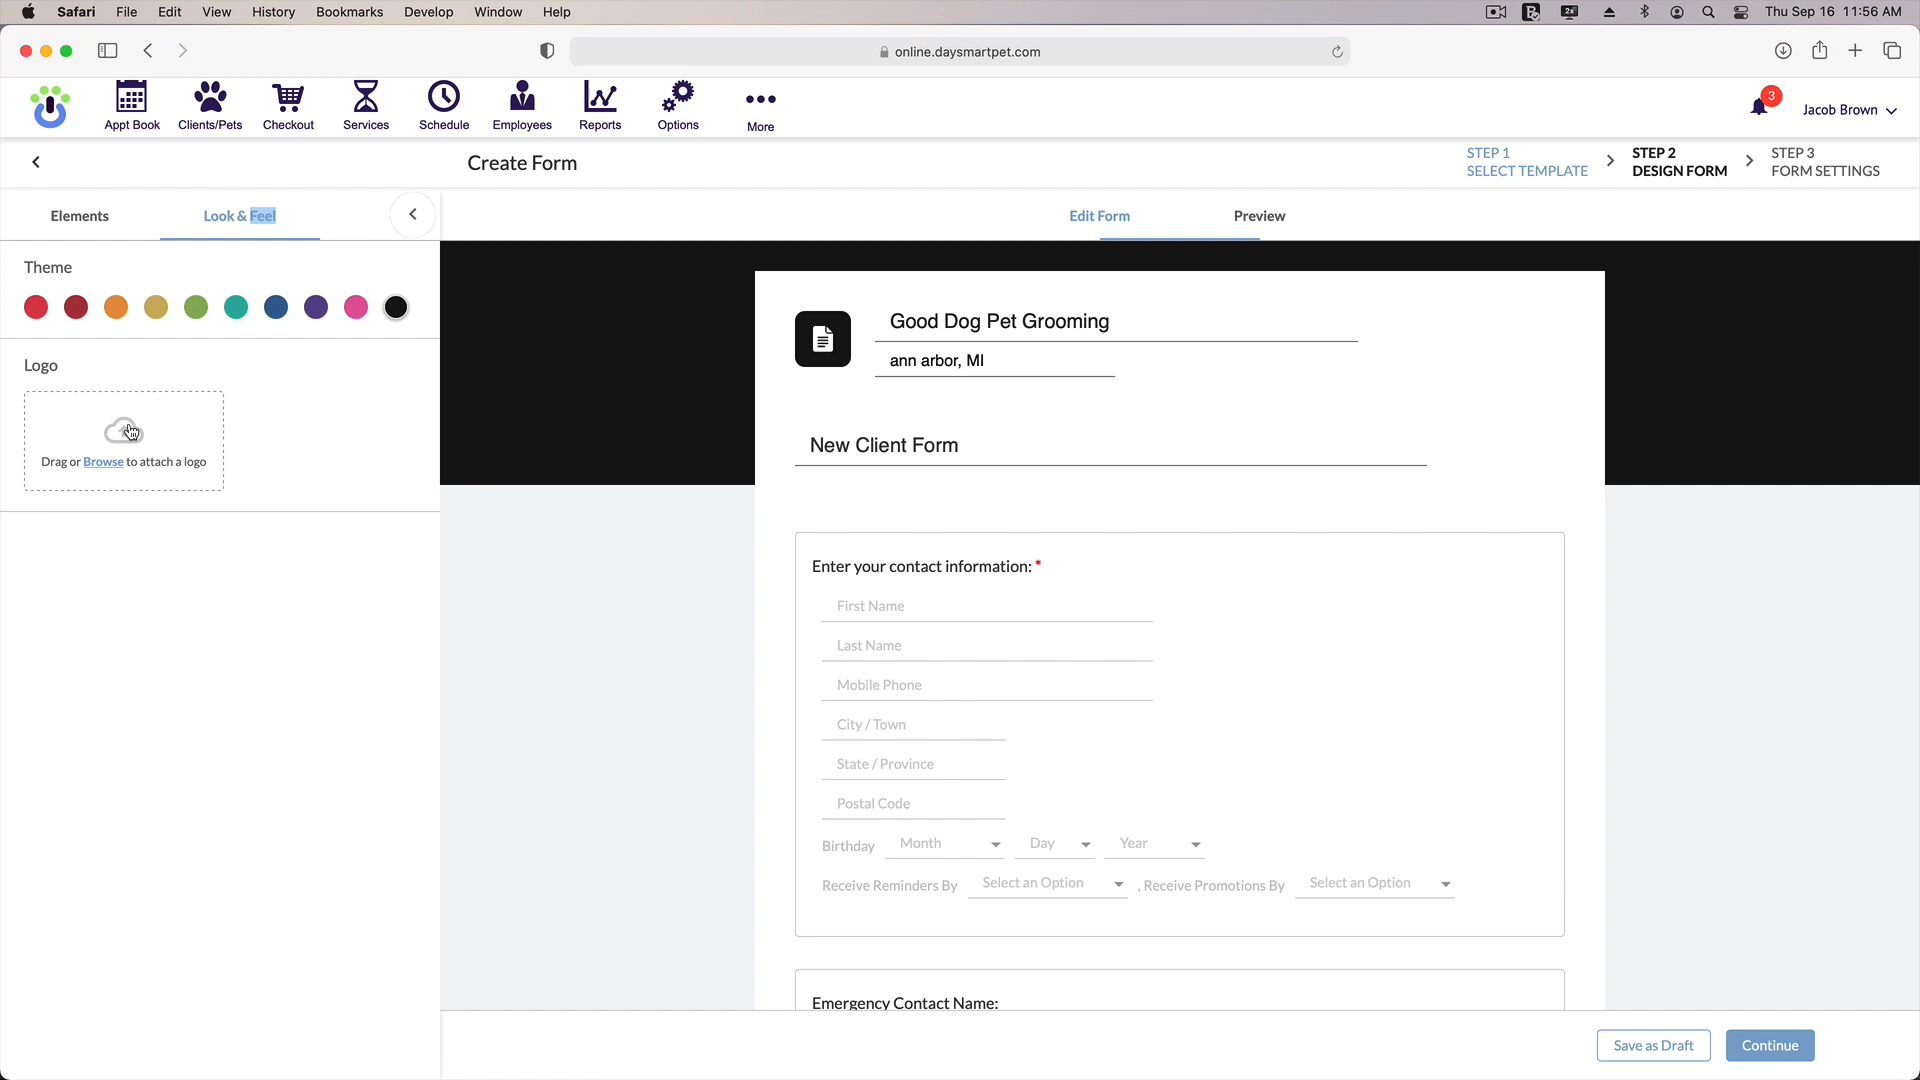 Safari File Edit View History Bookmarks Develop Window Help
2x
Thu Sep 16 11:56 AM
online.daysmartpet.com
Appt Book
Clients/Pets
Checkout
Services
Schedule
Employees
Reports
Options
More
3
Jacob Brown
Create Form
STEP 1
SELECT TEMPLATE
STEP 2
DESIGN FORM
STEP 3
FORM SETTINGS
Elements
Look & Feel
Edit Form
Preview
Theme
Logo
Drag or Browse to attach a logo
Good Dog Pet Grooming
ann arbor, MI
New Client Form
Enter your contact information: *
First Name
Last Name
Mobile Phone
City / Town
State / Province
Postal Code
Birthday Month Day Year
Receive Reminders By Select an Option , Receive Promotions By Select an Option
Emergency Contact Name:
Save as Draft
Continue